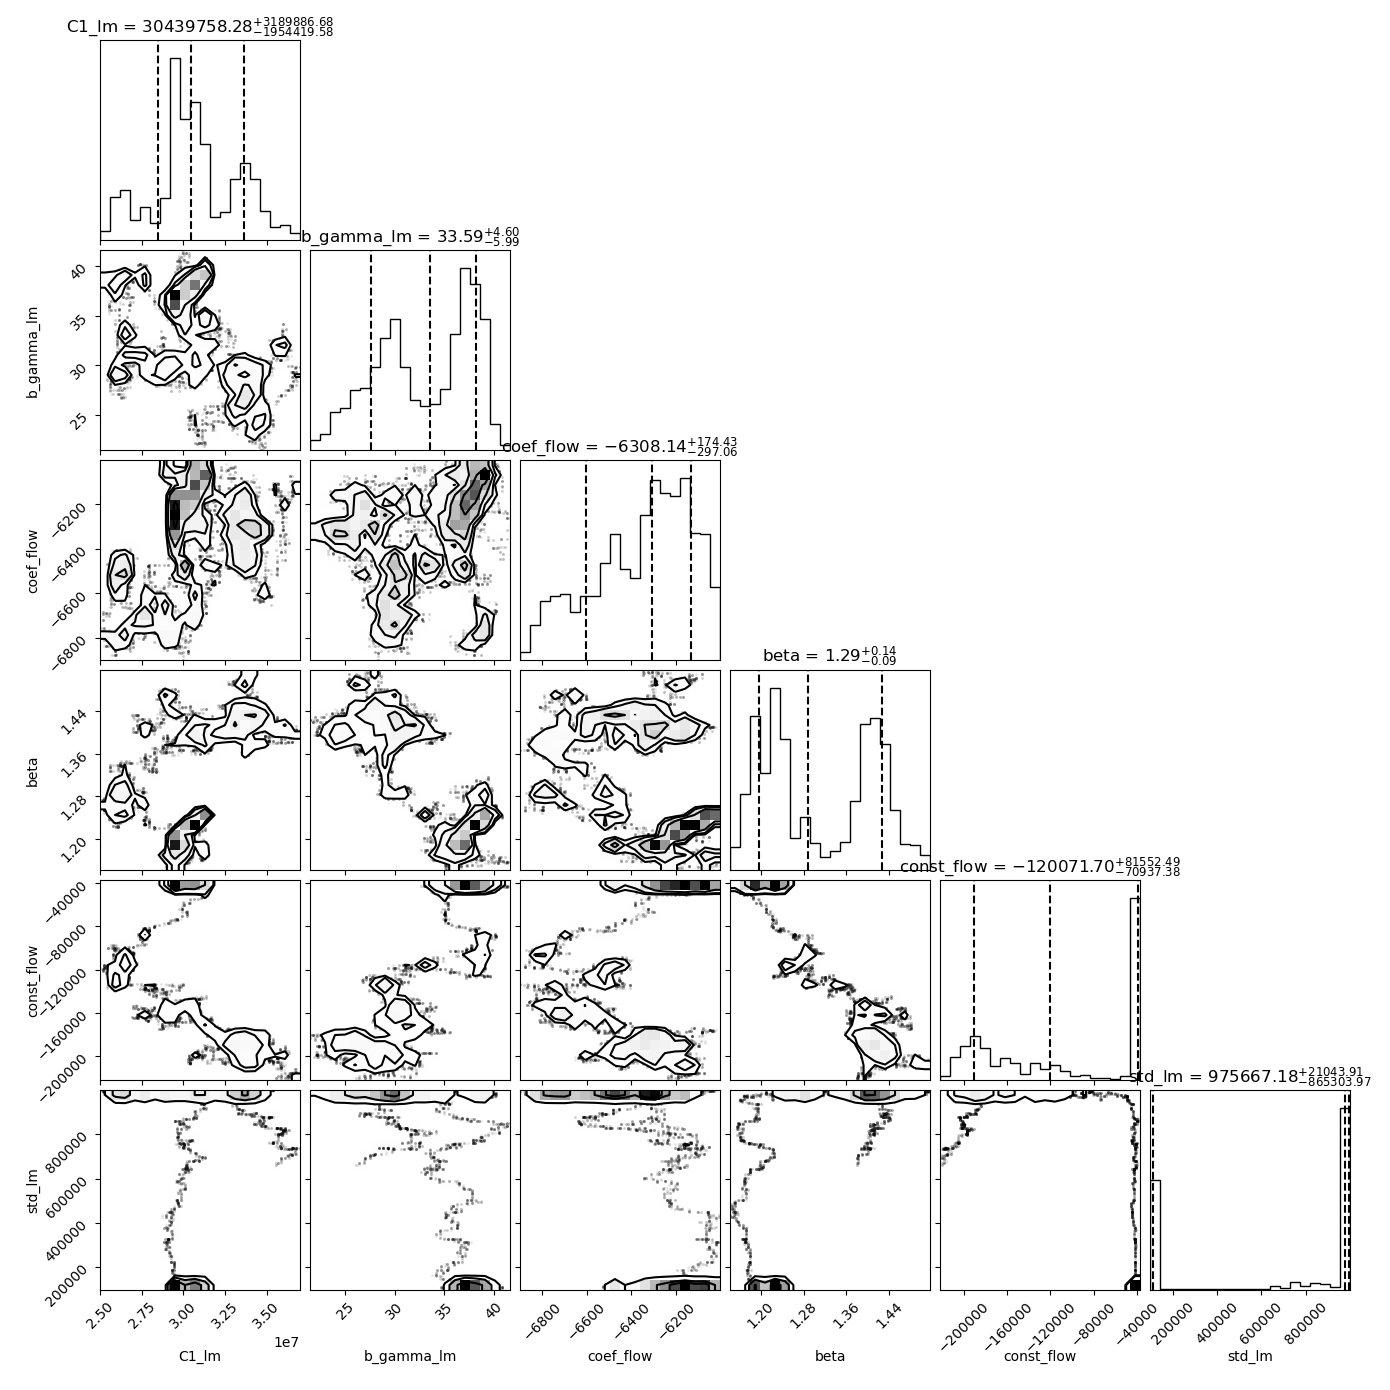 C1_lm = 30439758.28+3189886.68−1954419.58
b_gamma_lm = 33.59+4.60−5.99
40
35
30
25
b_gamma_lm
coef_flow = −6308.14+174.43−297.06
−6200
−6400
−6600
−6800
coef_flow
beta = 1.29+0.14−0.09
1.44
1.36
1.28
1.20
beta
const_flow = −120071.70+81552.49−70937.38
−40000
−80000
−120000
−160000
−200000
const_flow
std_lm = 975667.18+21043.91−865303.97
800000
600000
400000
200000
std_lm
2.50 2.75 3.00 3.25 3.50
1e7
C1_lm
25 30 35 40
b_gamma_lm
−6800 −6600 −6400 −6200
coef_flow
1.20 1.28 1.36 1.44
beta
−200000 −160000 −120000 −80000 −40000
const_flow
200000 400000 600000 800000
std_lm